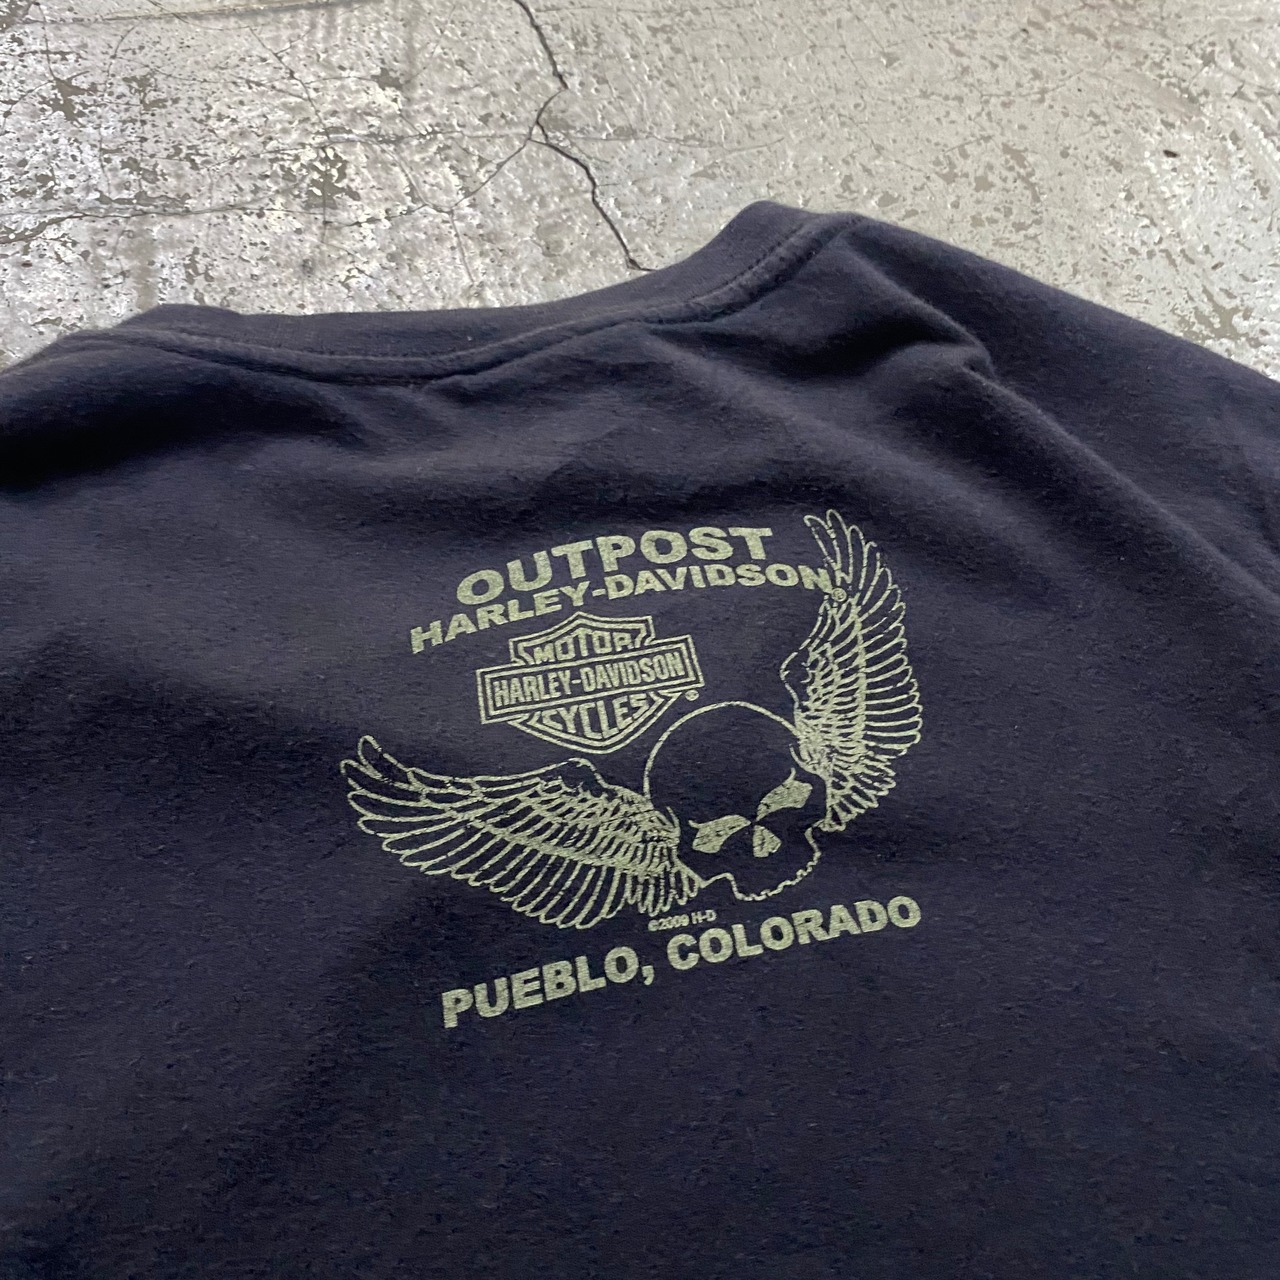 OUTPOST
HARLEY-DAVIDSON®
MOTOR
HARLEY-DAVIDSON
CYCLES
®
©2009 H-D
PUEBLO, COLORADO